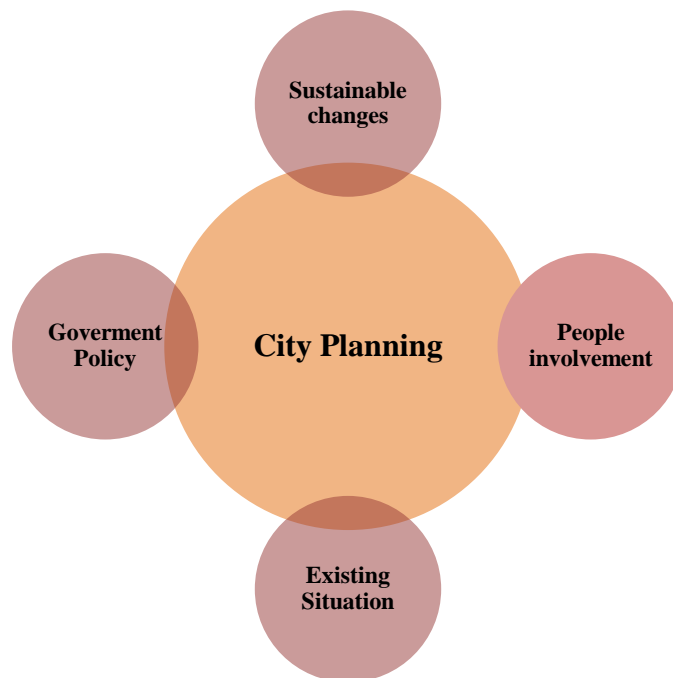 Sustainable
changes
Goverment
Policy
City Planning
People
involvement
Existing
Situation